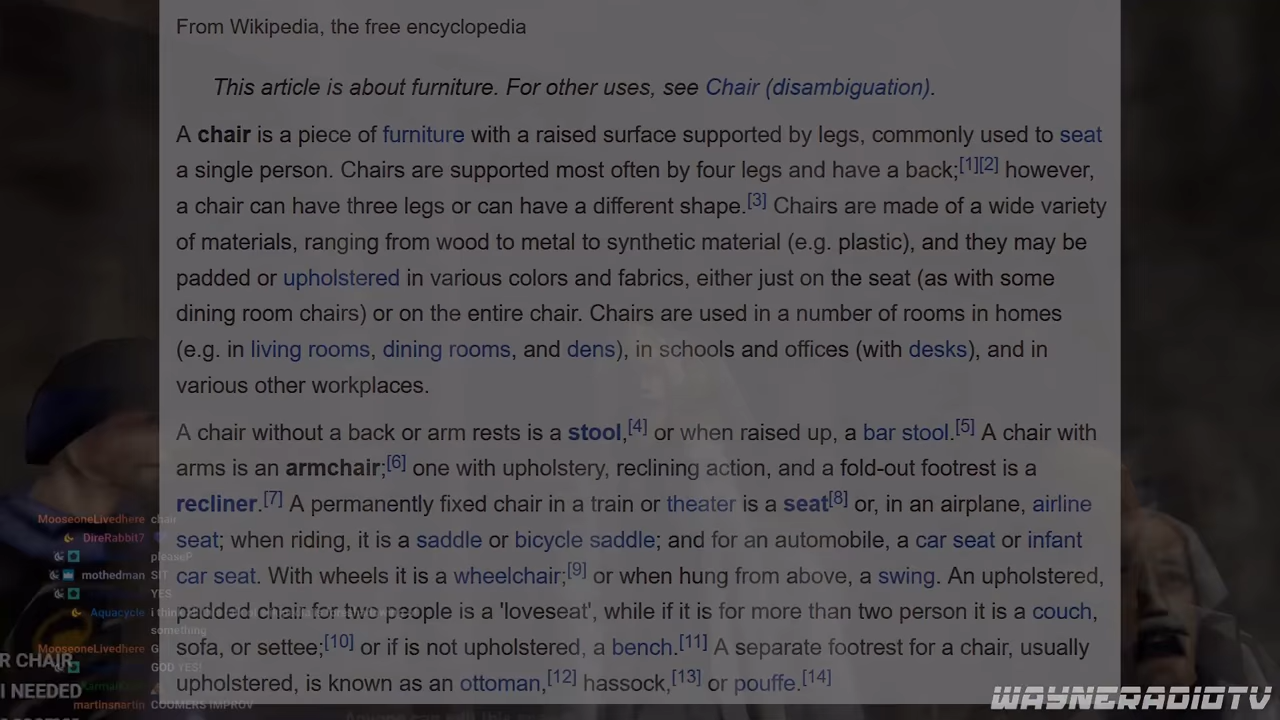 From Wikipedia, the free encyclopedia
This article is about furniture. For other uses, see Chair (disambiguation).
A chair is a piece of furniture with a raised surface supported by legs, commonly used to seat
a single person. Chairs are supported most often by four legs and have a back;[1][2] however,
a chair can have three legs or can have a different shape.[3] Chairs are made of a wide variety
of materials, ranging from wood to metal to synthetic material (e.g. plastic), and they may be
padded or upholstered in various colors and fabrics, either just on the seat (as with some
dining room chairs) or on the entire chair. Chairs are used in a number of rooms in homes
(e.g. in living rooms, dining rooms, and dens), in schools and offices (with desks), and in
various other workplaces.
A chair without a back or arm rests is a stool,[4] or when raised up, a bar stool.[5] A chair with
arms is an armchair;[6] one with upholstery, reclining action, and a fold-out footrest is a
recliner.[7] A permanently fixed chair in a train or theater is a seat[8] or, in an airplane, airline
seat; when riding, it is a saddle or bicycle saddle; and for an automobile, a car seat or infant
car seat. With wheels it is a wheelchair;[9] or when hung from above, a swing. An upholstered,
padded chair for two people is a 'loveseat', while if it is for more than two person it is a couch,
sofa, or settee;[10] or if is not upholstered, a bench.[11] A separate footrest for a chair, usually
upholstered, is known as an ottoman,[12] hassock,[13] or pouffe.[14]
MooseoneLivedhere chair
DireRabbit7
pleaseP
mothedman SIT
YES
Aquacycle i thin
something
MooseoneLivedhere G
GOD YES!
martinsnartin COOMERS IMPROV
R CHAIR
I NEEDED
WAYNERADIOTV